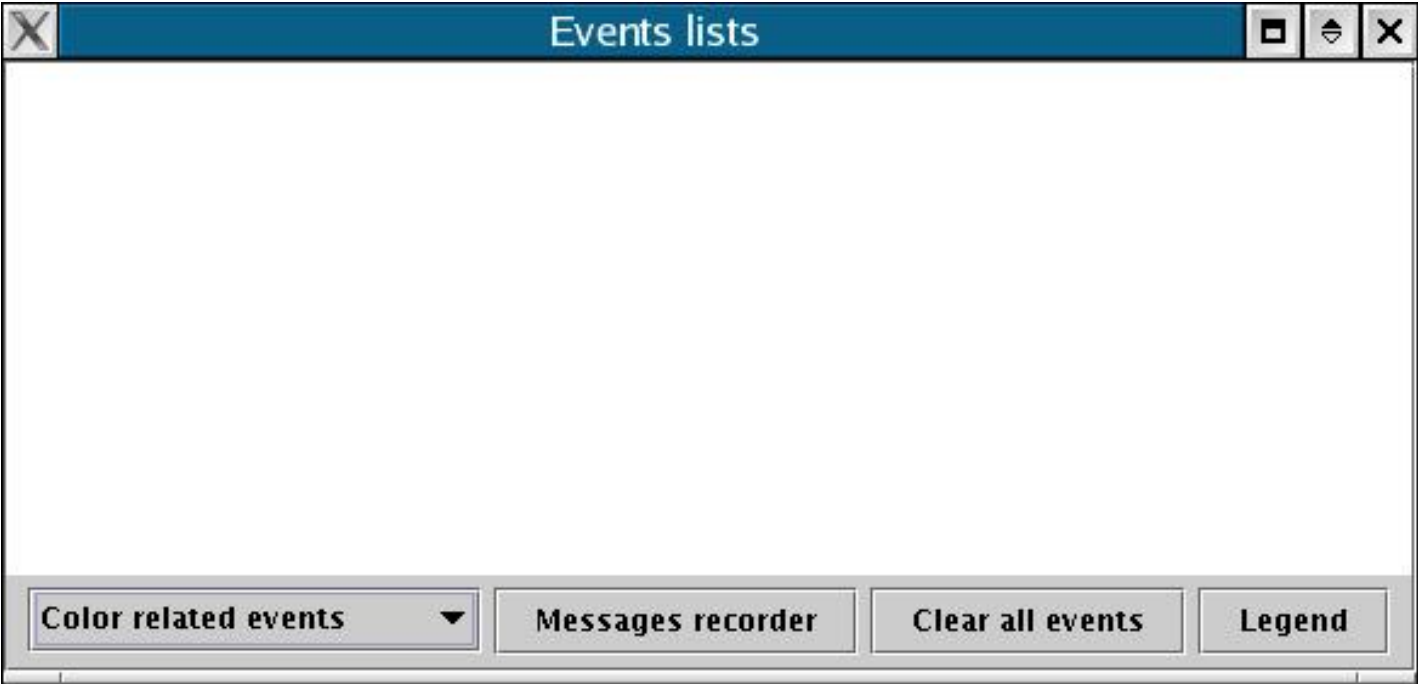 Events lists
Color related events
Messages recorder
Clear all events
Legend